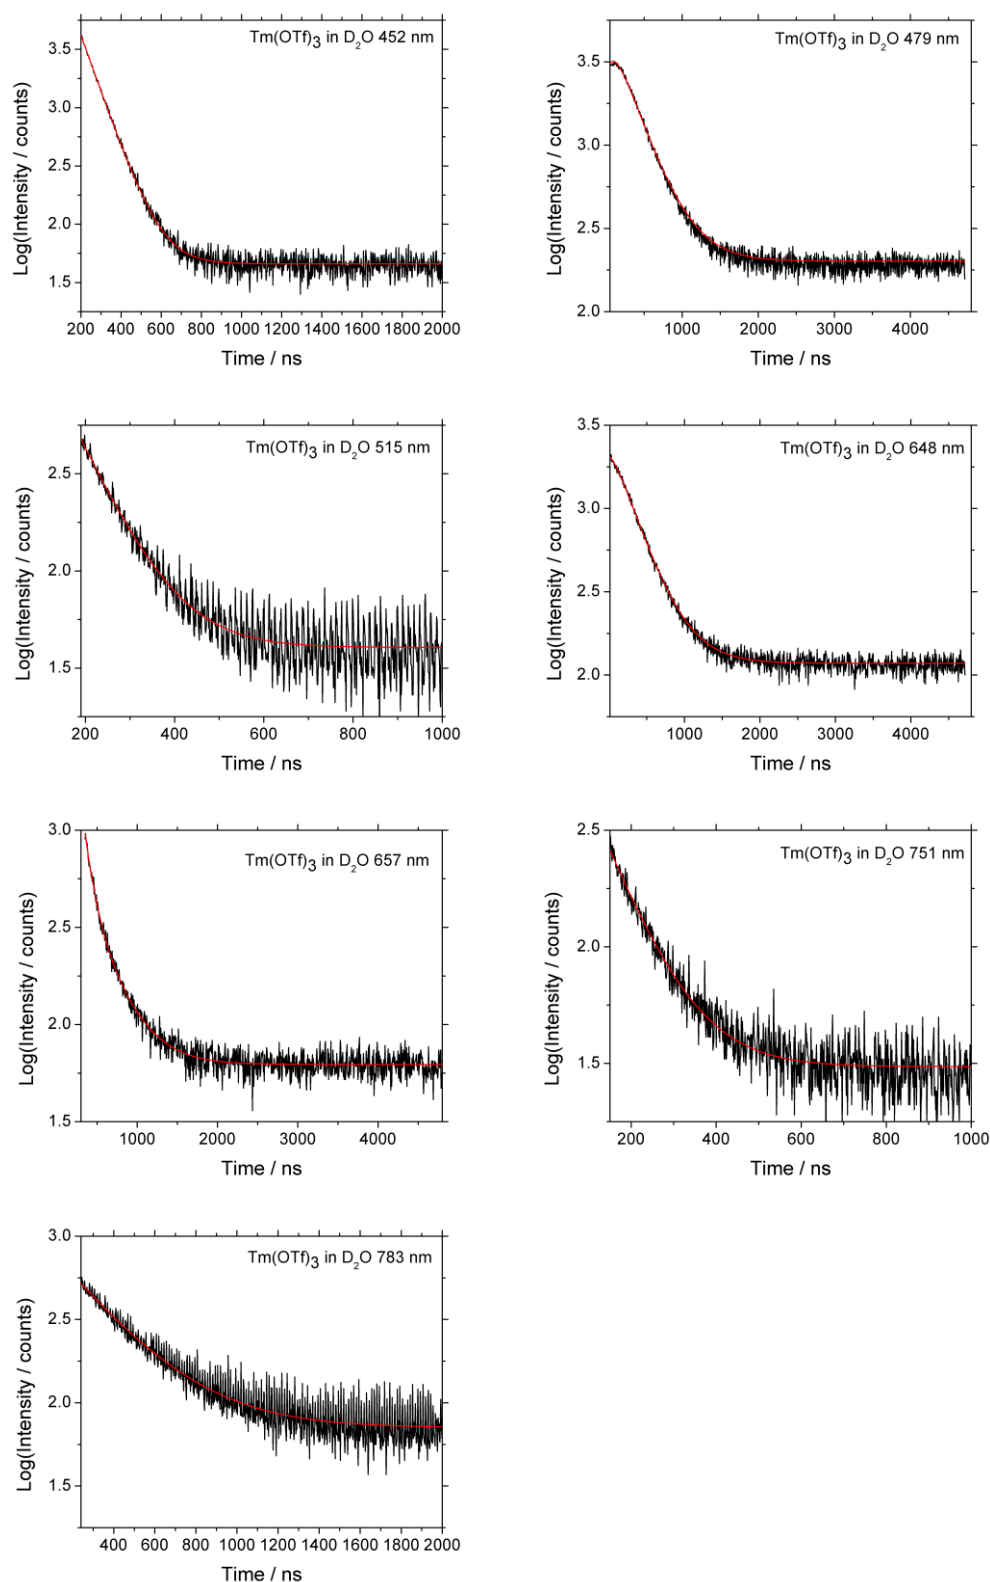 Tm(OTf)3 in D2O 452 nm
Log(Intensity / counts)
3.5
3.0
2.5
2.0
1.5
200 400 600 800 1000 1200 1400 1600 1800 2000
Time / ns
Tm(OTf)3 in D2O 479 nm
Log(Intensity / counts)
3.5
3.0
2.5
2.0
1000 2000 3000 4000
Time / ns
Tm(OTf)3 in D2O 515 nm
Log(Intensity / counts)
2.5
2.0
1.5
200 400 600 800 1000
Time / ns
Tm(OTf)3 in D2O 648 nm
Log(Intensity / counts)
3.5
3.0
2.5
2.0
1000 2000 3000 4000
Time / ns
Tm(OTf)3 in D2O 657 nm
Log(Intensity / counts)
3.0
2.5
2.0
1.5
1000 2000 3000 4000
Time / ns
Tm(OTf)3 in D2O 751 nm
Log(Intensity / counts)
2.5
2.0
1.5
200 400 600 800 1000
Time / ns
Tm(OTf)3 in D2O 783 nm
Log(Intensity / counts)
3.0
2.5
2.0
1.5
400 600 800 1000 1200 1400 1600 1800 2000
Time / ns